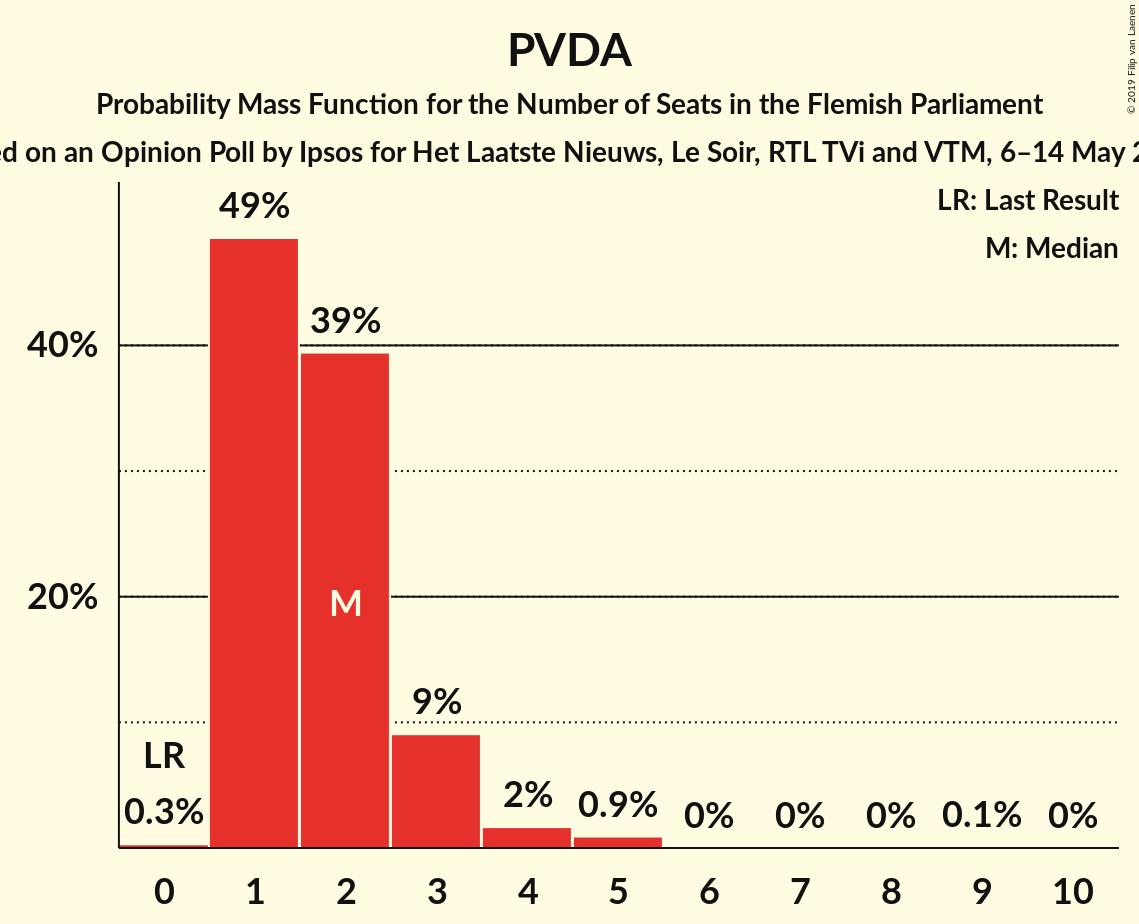 PVDA
Probability Mass Function for the Number of Seats in the Flemish Parliament
on an Opinion Poll by Ipsos for Het Laatste Nieuws, Le Soir, RTL TVi and VTM, 6–14 May
© 2019 Filip van Laenen
LR: Last Result
M: Median
49%
39%
40%
20%
M
9%
LR
0.3%
2%
0.9%
0%
0%
0%
0.1%
0%
0 1 2 3 4 5 6 7 8 9 10